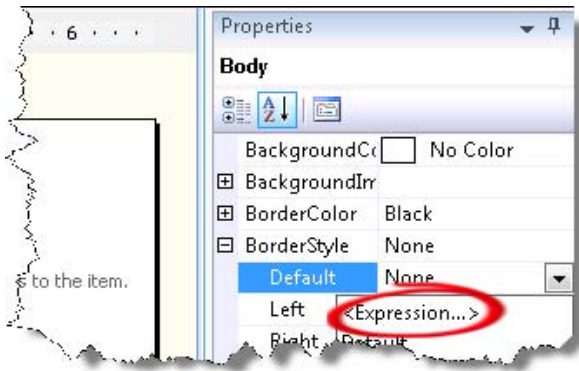 6
s to the item.
Properties
Body
BackgroundCo No Color
BackgroundIm
BorderColor Black
BorderStyle None
Default None
Left <Expression...>
Right Default